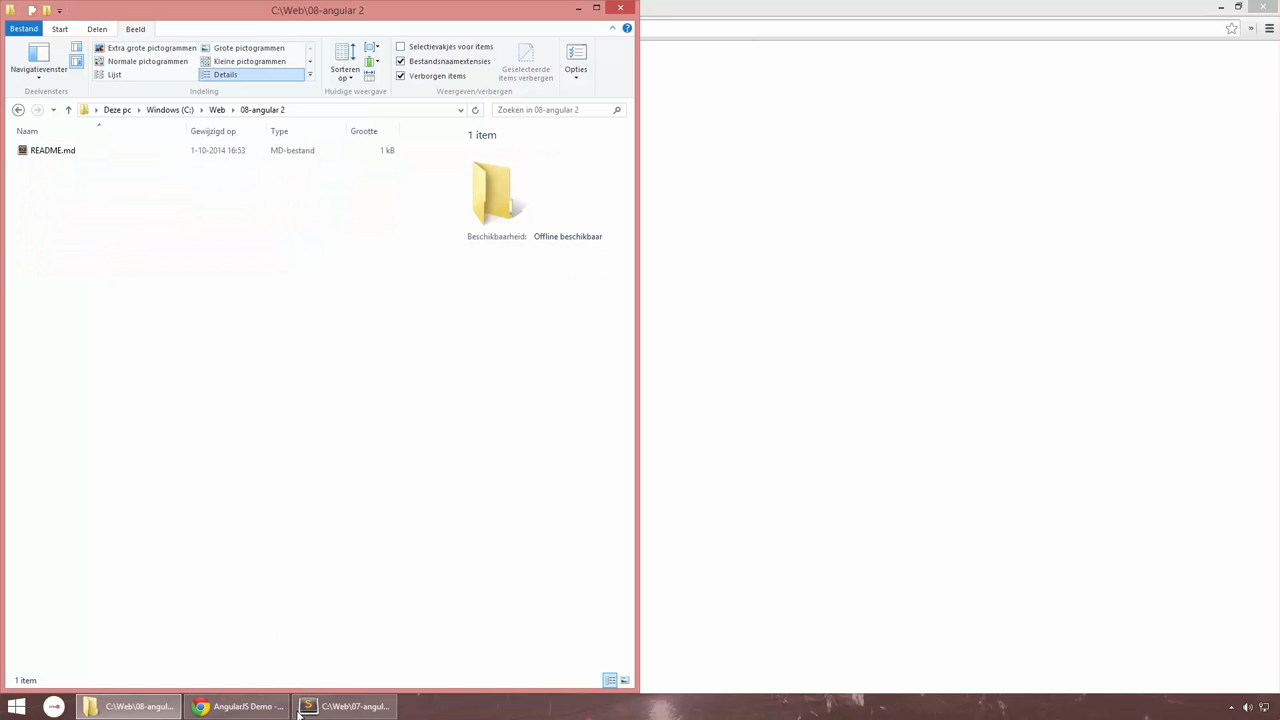 C:\Web\08-angular 2
Bestand Start Delen Beeld
Navigatievenster
Deelvensters
Extra grote pictogrammen Grote pictogrammen
Normale pictogrammen Kleine pictogrammen
Lijst Details
Indeling
Sorteren op
Huidige weergave
Selectievakjes voor items
Bestandsnaamextensies
Verborgen items
Geselecteerde items verbergen
Weergeven/verbergen
Opties
Deze pc Windows (C:) Web 08-angular 2
Zoeken in 08-angular 2
Naam Gewijzigd op Type Grootte
README.md 1-10-2014 16:53 MD-bestand 1 kB
1 item
Beschikbaarheid: Offline beschikbaar
1 item
C:\Web\08-angul... AngularJS Demo -... C:\Web\07-angul...